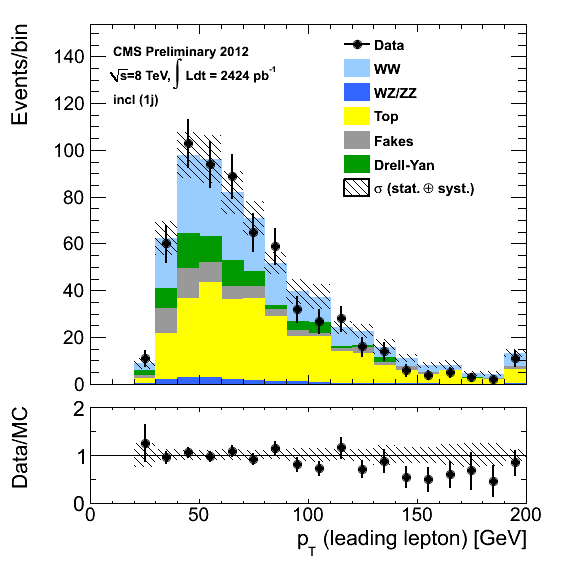 Events/bin
140
120
100
80
60
40
20
0
CMS Preliminary 2012
√s=8 TeV, ∫ Ldt = 2424 pb⁻¹
incl (1j)
Data
WW
WZ/ZZ
Top
Fakes
Drell-Yan
σ (stat. ⊕ syst.)
Data/MC
2
1
0
0 50 100 150 200
p_T (leading lepton) [GeV]